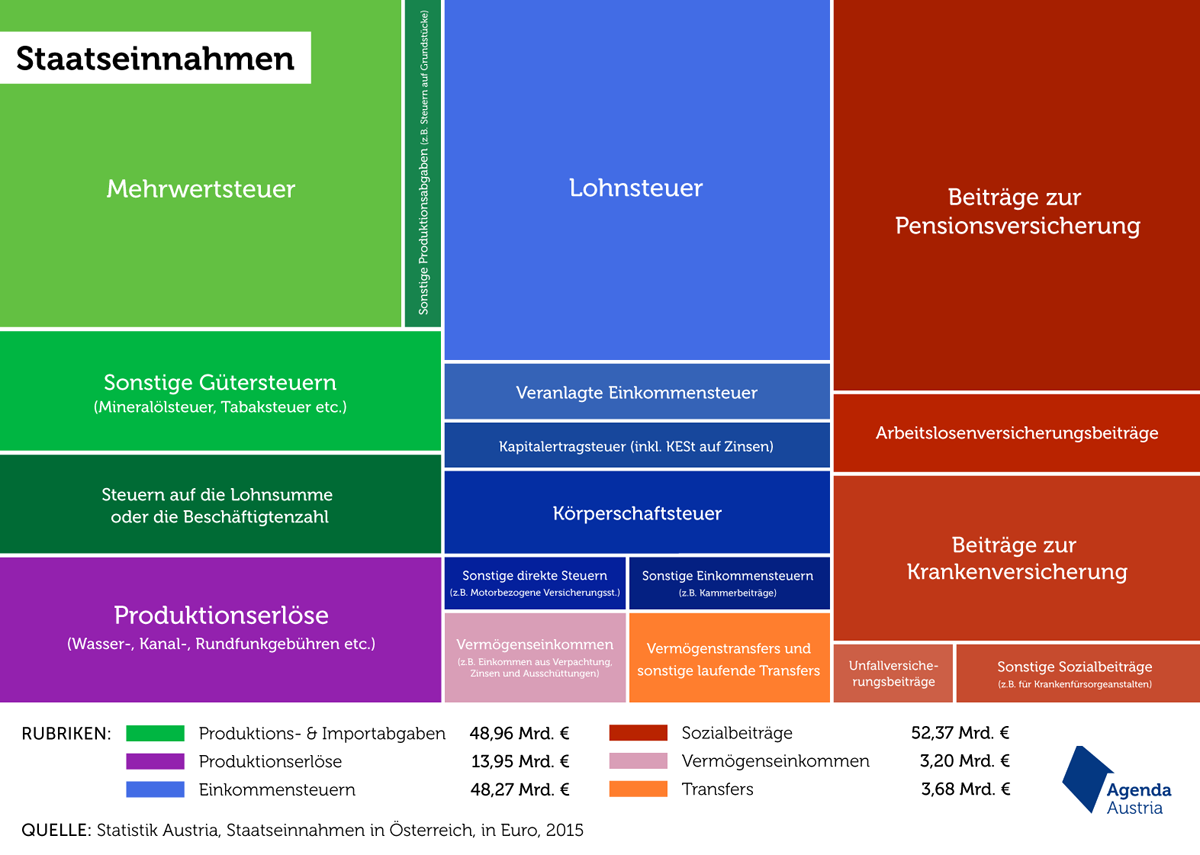 Staatseinnahmen
Mehrwertsteuer
Sonstige Produktionsabgaben (z.B. Steuern auf Grundstücke)
Sonstige Gütersteuern
(Mineralölsteuer, Tabaksteuer etc.)
Steuern auf die Lohnsumme
oder die Beschäftigtenzahl
Produktionserlöse
(Wasser-, Kanal-, Rundfunkgebühren etc.)
Lohnsteuer
Veranlagte Einkommensteuer
Kapitalertragsteuer (inkl. KESt auf Zinsen)
Körperschaftsteuer
Sonstige direkte Steuern
(z.B. Motorbezogene Versicherungsst.)
Sonstige Einkommensteuern
(z.B. Kammerbeiträge)
Vermögenseinkommen
(z.B. Einkommen aus Verpachtung,
Zinsen und Ausschüttungen)
Vermögenstransfers und
sonstige laufende Transfers
Beiträge zur
Pensionsversicherung
Arbeitslosenversicherungsbeiträge
Beiträge zur
Krankenversicherung
Unfallversiche-
rungsbeiträge
Sonstige Sozialbeiträge
(z.B. für Krankenfürsorgeanstalten)
RUBRIKEN:
Produktions- & Importabgaben 48,96 Mrd. €
Produktionserlöse 13,95 Mrd. €
Einkommensteuern 48,27 Mrd. €
Sozialbeiträge 52,37 Mrd. €
Vermögenseinkommen 3,20 Mrd. €
Transfers 3,68 Mrd. €
Agenda
Austria
QUELLE: Statistik Austria, Staatseinnahmen in Österreich, in Euro, 2015